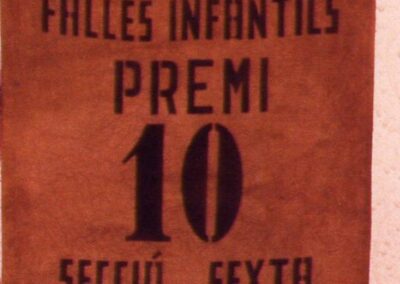 FALLES INFANTILS
PREMI
10
SECCIÓ SEXTA